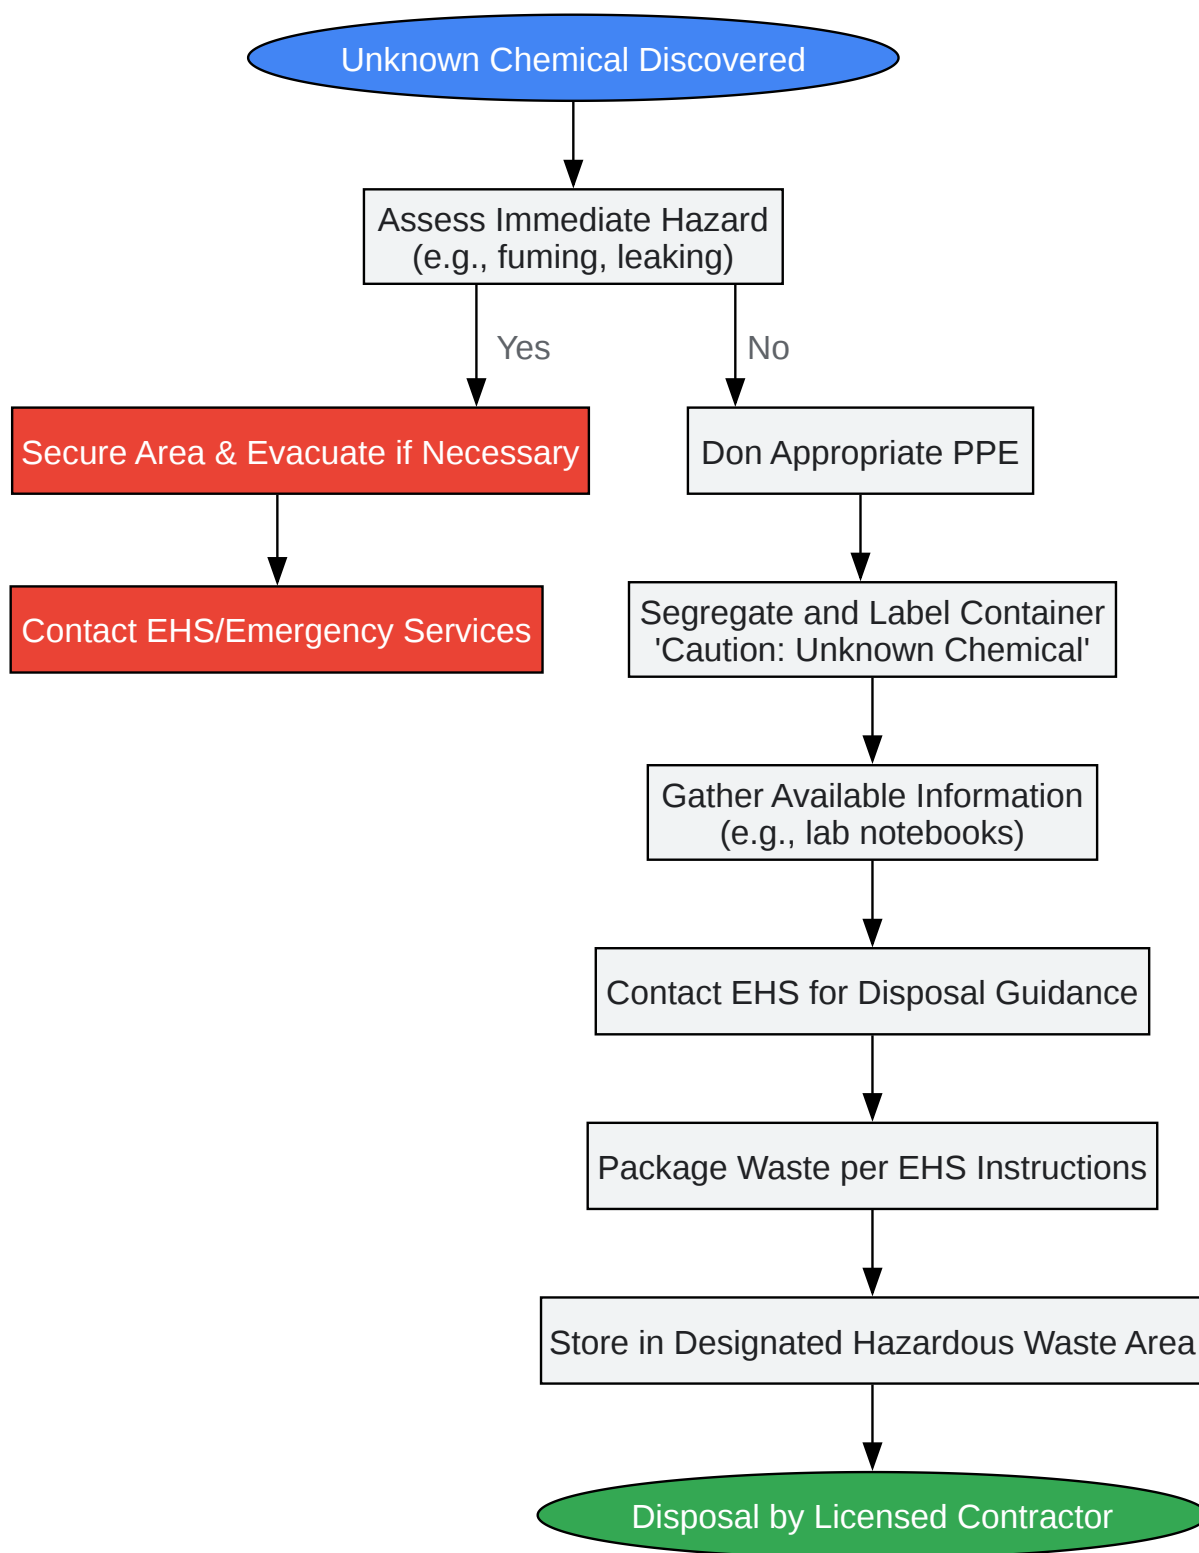 Unknown Chemical Discovered
Assess Immediate Hazard
(e.g., fuming, leaking)
Yes
No
Secure Area & Evacuate if Necessary
Don Appropriate PPE
Contact EHS/Emergency Services
Segregate and Label Container
'Caution: Unknown Chemical'
Gather Available Information
(e.g., lab notebooks)
Contact EHS for Disposal Guidance
Package Waste per EHS Instructions
Store in Designated Hazardous Waste Area
Disposal by Licensed Contractor